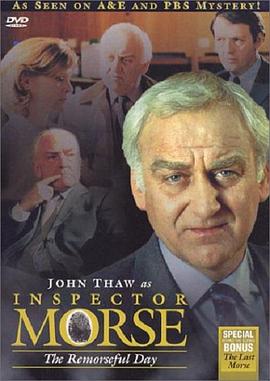 AS SEEN ON A&E AND PBS MYSTERY!
DVD
VIDEO
JOHN THAW as
INSPECTOR
MORSE
The Remorseful Day
SPECIAL
BONUS
The Last
Morse